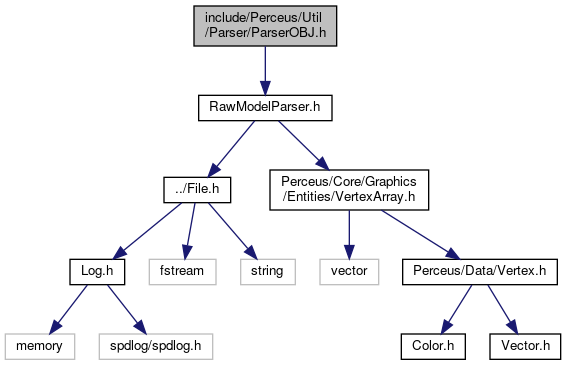 include/Perceus/Util
/Parser/ParserOBJ.h
RawModelParser.h
../File.h
Perceus/Core/Graphics
/Entities/VertexArray.h
Log.h
fstream
string
vector
Perceus/Data/Vertex.h
memory
spdlog/spdlog.h
Color.h
Vector.h